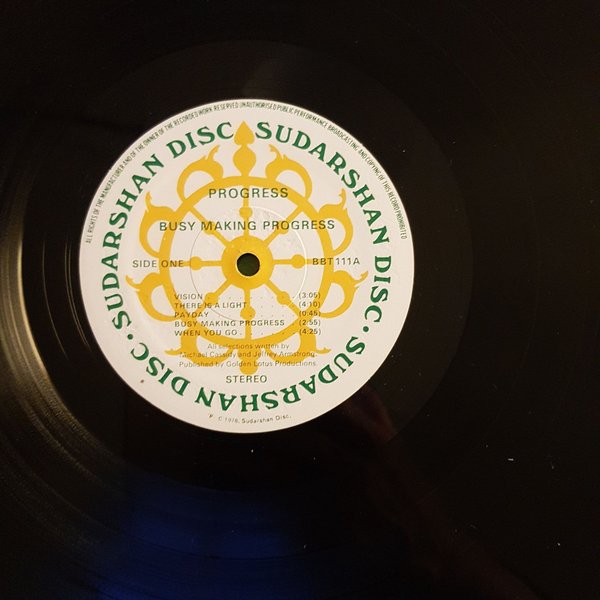 ALL RIGHTS OF THE MANUFACTURER AND OF THE OWNER OF THE RECORDED WORK RESERVED UNAUTHORISED PUBLIC PERFORMANCE BROADCASTING AND COPYING OF THIS RECORD PROHIBITED
SUDARSHAN DISC · SUDARSHAN DISC · SUDARSHAN DISC ·
PROGRESS
BUSY MAKING PROGRESS
SIDE ONE BBT 111A
VISION . . . . (3:05)
THERE IS A LIGHT . . . . (4:10)
PAYDAY . . . . (0:45)
BUSY MAKING PROGRESS . (2:55)
WHEN YOU GO . . . . (4:25)
All selections written by
Michael Cassidy and Jeffrey Armstrong.
Published by Golden Lotus Productions.
STEREO
P C 1978, Sudarshan Disc.